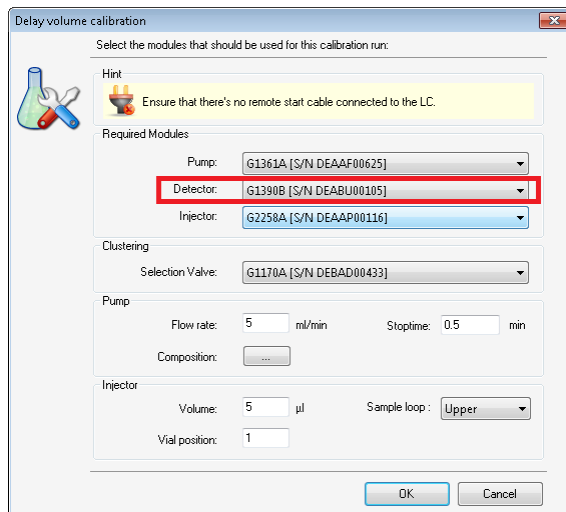 Delay volume calibration
Select the modules that should be used for this calibration run:
Hint
Ensure that there's no remote start cable connected to the LC.
Required Modules
Pump: G1361A [S/N DEAAF00625]
Detector: G1390B [S/N DEABU00105]
Injector: G2258A [S/N DEAAP00116]
Clustering
Selection Valve: G1170A [S/N DEBAD00433]
Pump
Flow rate: 5 ml/min Stoptime: 0.5 min
Composition: ...
Injector
Volume: 5 µl Sample loop : Upper
Vial position: 1
OK Cancel